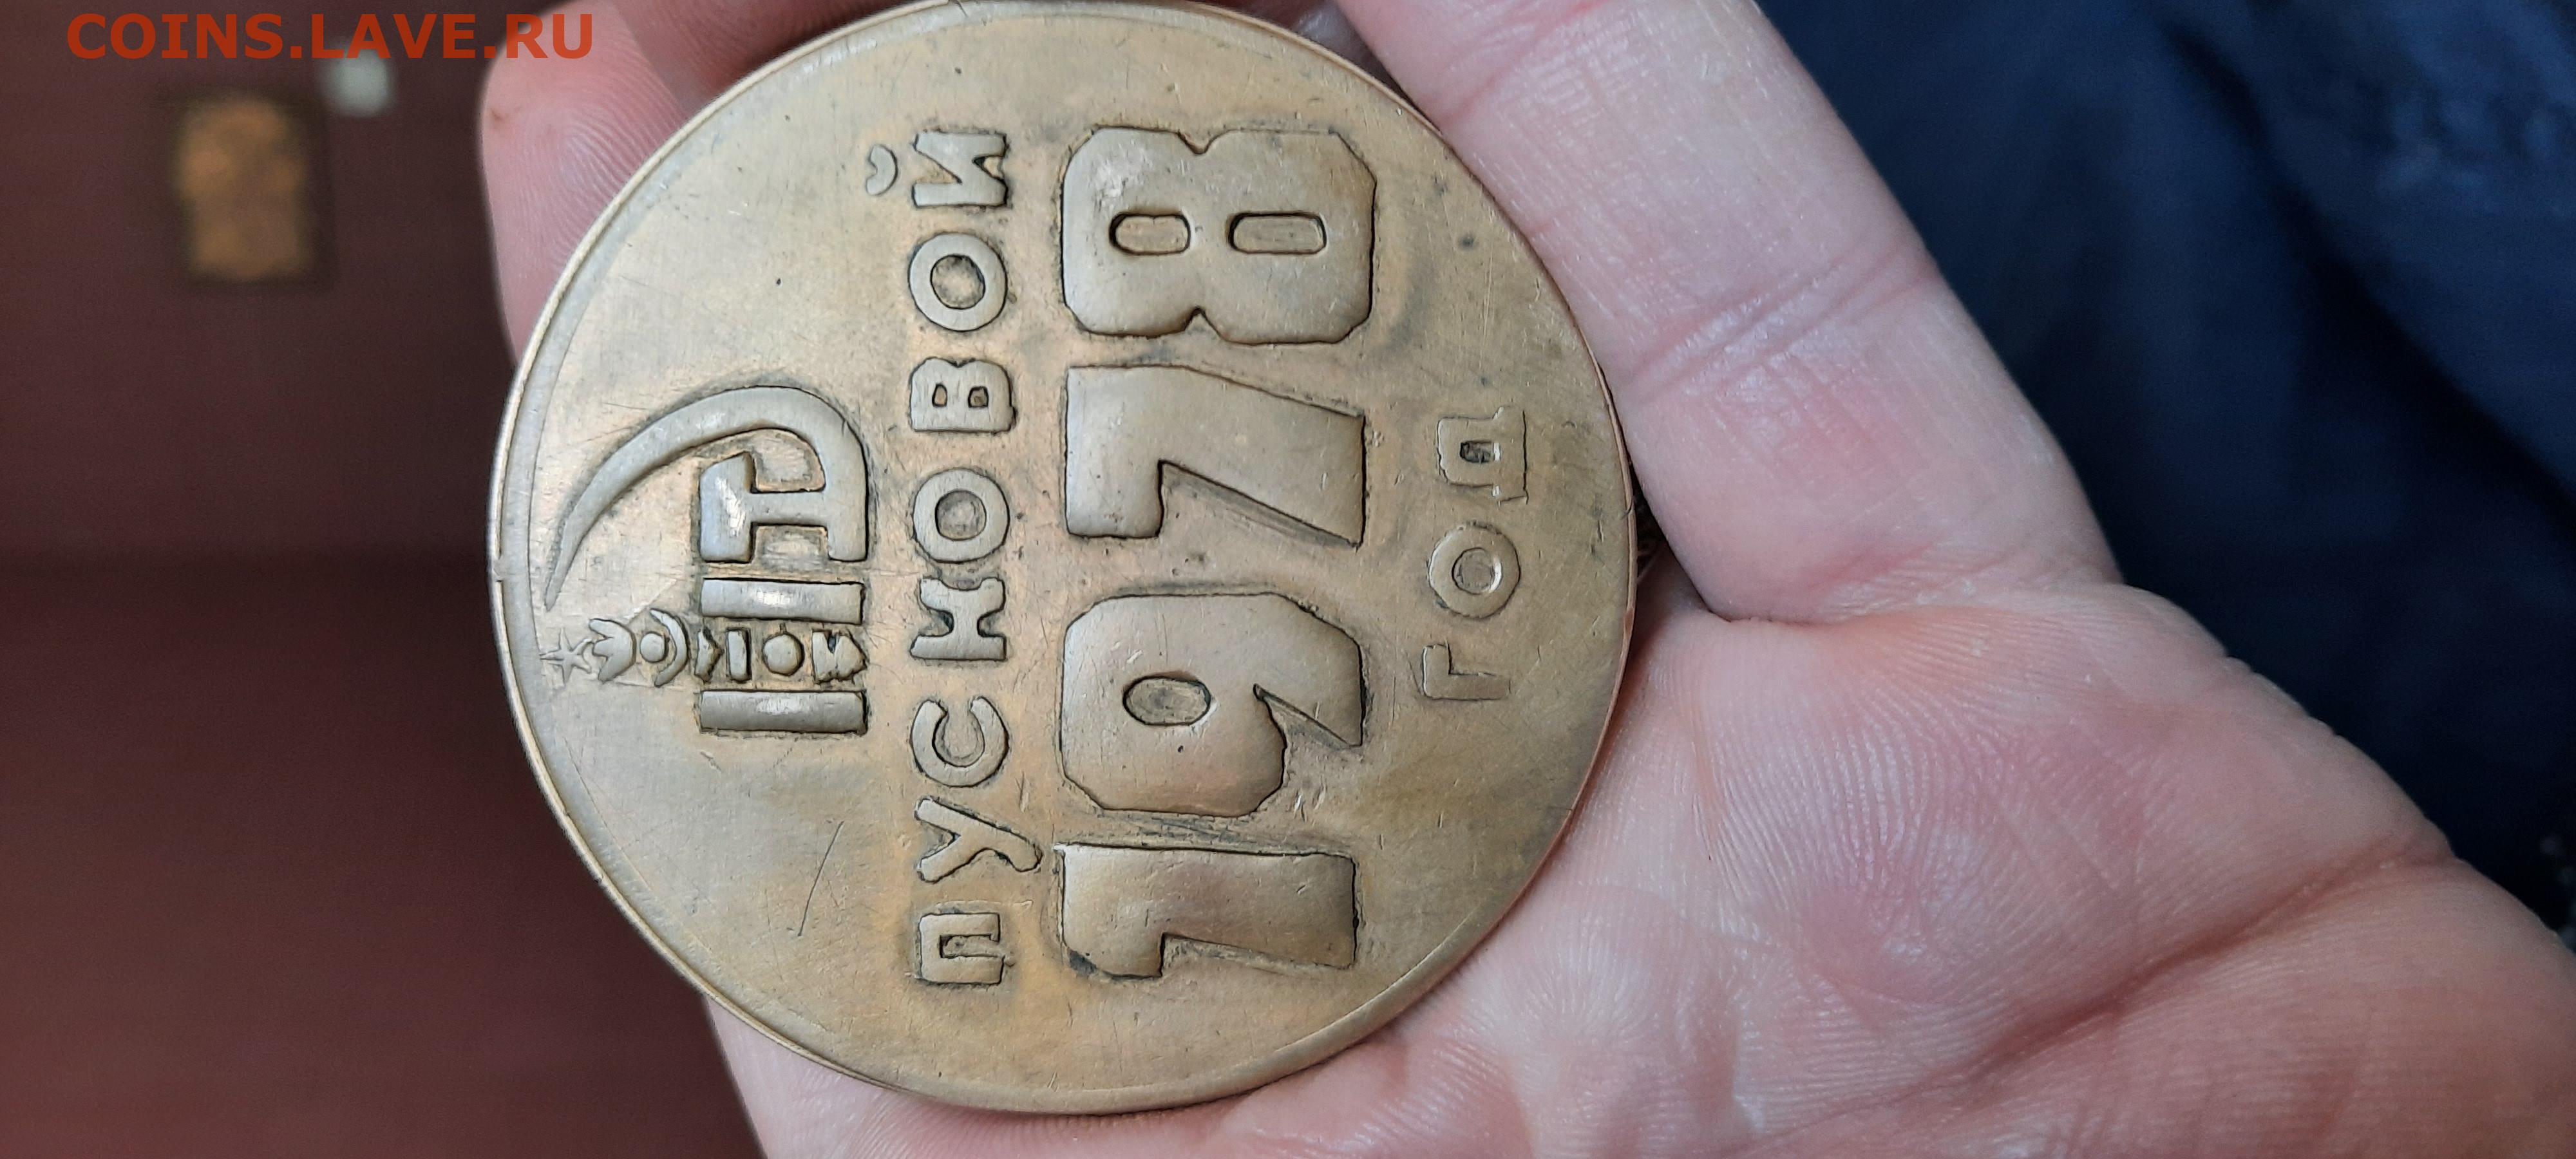 COINS.LAVE.RU
ПУСКОВОЙ
1978
ГОД